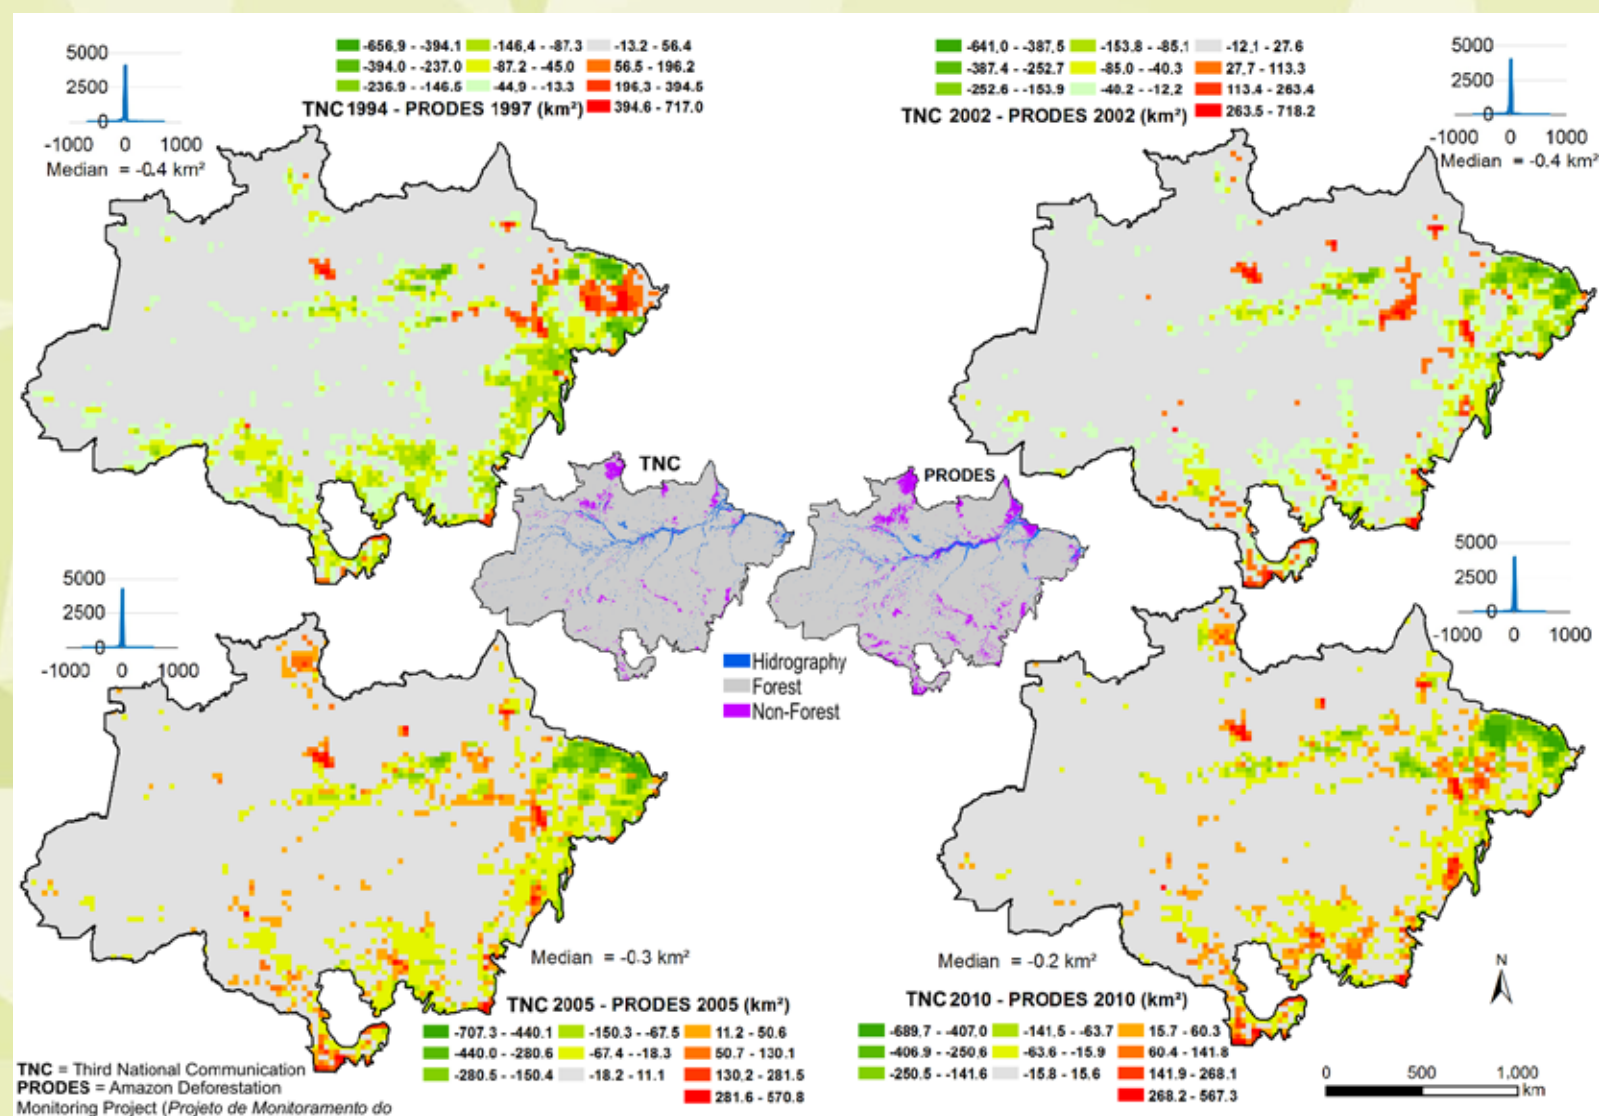 5000
2500
0
-1000 0 1000
Median = -0.4 km²
-656.9 - -394.1
-394.0 - -237.0
-236.9 - -146.5
-146.4 - -87.3
-87.2 - -45.0
-44.9 - -13.3
-13.2 - 56.4
56.5 - 196.2
196.3 - 394.5
394.6 - 717.0
TNC 1994 - PRODES 1997 (km²)
-641.0 - -387.5
-387.4 - -252.7
-252.6 - -153.9
-153.8 - -85.1
-85.0 - -40.3
-40.2 - -12.2
-12.1 - 27.6
27.7 - 113.3
113.4 - 263.4
263.5 - 718.2
TNC 2002 - PRODES 2002 (km²)
5000
2500
0
-1000 0 1000
Median = -0.4 km²
TNC
PRODES
Hidrography
Forest
Non-Forest
5000
2500
0
-1000 0 1000
Median = -0.3 km²
TNC 2005 - PRODES 2005 (km²)
-707.3 - -440.1
-440.0 - -280.6
-280.5 - -150.4
-150.3 - -67.5
-67.4 - -18.3
-18.2 - 11.1
11.2 - 50.6
50.7 - 130.1
130.2 - 281.5
281.6 - 570.8
5000
2500
0
-1000 0 1000
Median = -0.2 km²
TNC 2010 - PRODES 2010 (km²)
-689.7 - -407.0
-406.9 - -250.6
-250.5 - -141.6
-141.5 - -63.7
-63.6 - -15.9
-15.8 - 15.6
15.7 - 60.3
60.4 - 141.8
141.9 - 268.1
268.2 - 567.3
N
0 500 1,000
km
TNC = Third National Communication
PRODES = Amazon Deforestation
Monitoring Project (Projeto de Monitoramento do